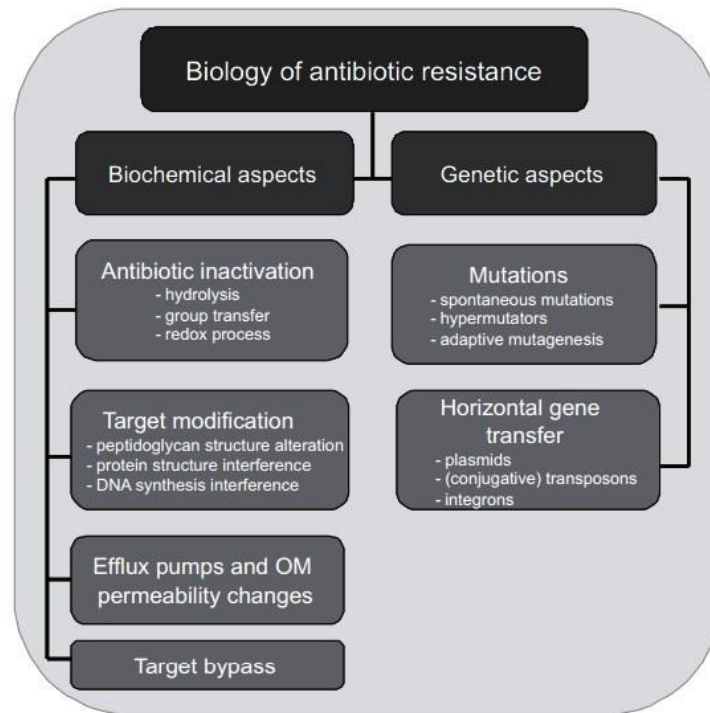 Biology of antibiotic resistance
Biochemical aspects
Genetic aspects
Antibiotic inactivation
- hydrolysis
- group transfer
- redox process
Mutations
- spontaneous mutations
- hypermutators
- adaptive mutagenesis
Target modification
- peptidoglycan structure alteration
- protein structure interference
- DNA synthesis interference
Horizontal gene
transfer
- plasmids
- (conjugative) transposons
- integrons
Efflux pumps and OM
permeability changes
Target bypass